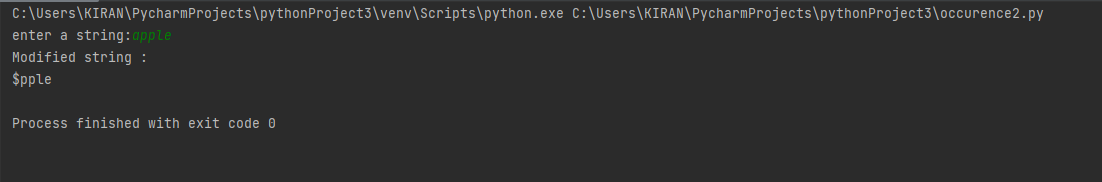 C:\Users\KIRAN\PycharmProjects\pythonProject3\venv\Scripts\python.exe C:\Users\KIRAN\PycharmProjects\pythonProject3\occurence2.py
enter a string:apple
Modified string :
$pple
Process finished with exit code 0